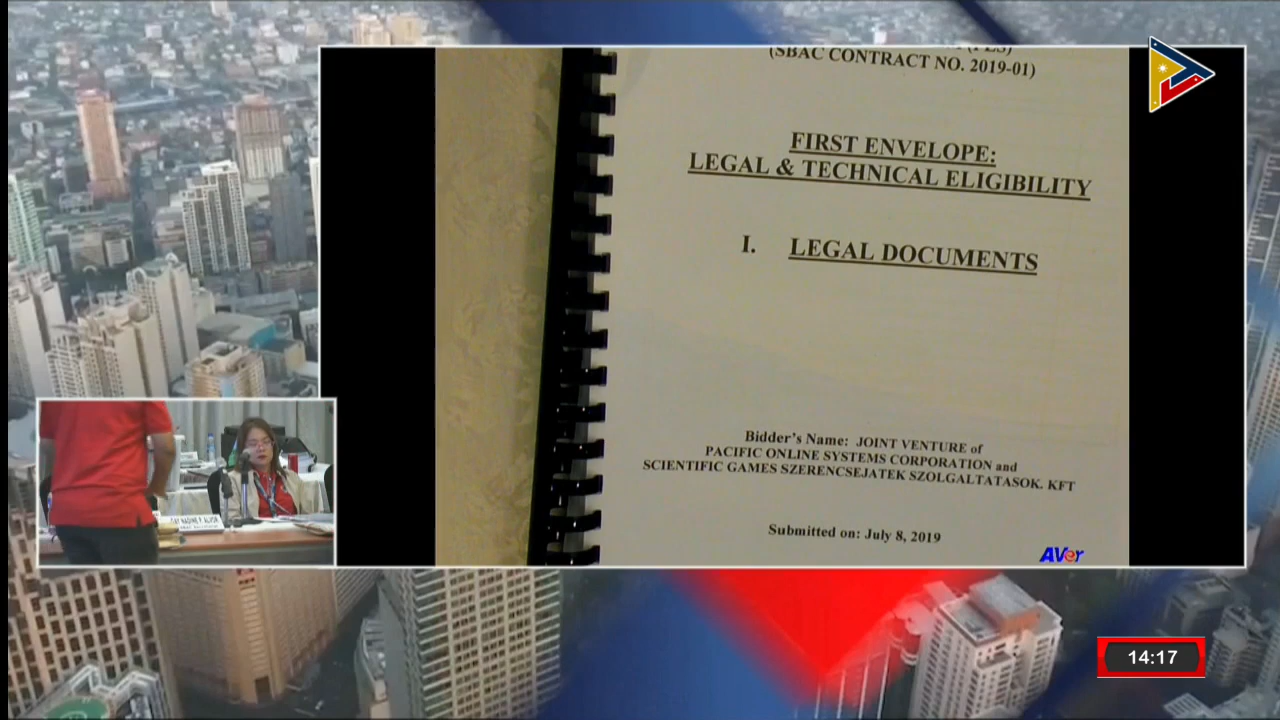 (SBAC CONTRACT NO. 2019-01)
FIRST ENVELOPE:
LEGAL & TECHNICAL ELIGIBILITY
I. LEGAL DOCUMENTS
Bidder's Name: JOINT VENTURE of
PACIFIC ONLINE SYSTEMS CORPORATION and
SCIENTIFIC GAMES SZERENCSEJATEK SZOLGALTATASOK. KFT
Submitted on: July 8, 2019
AVer
14:17